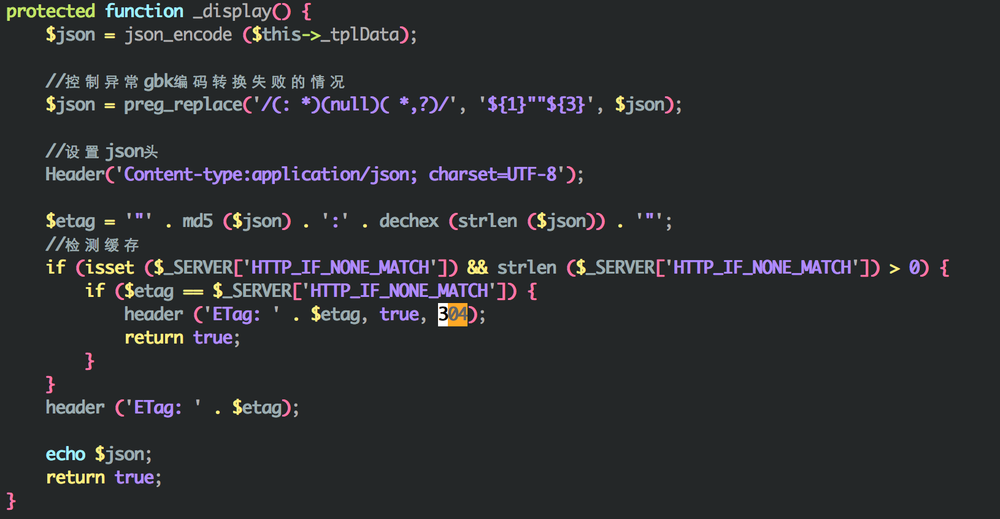 protected function _display() {
    $json = json_encode ($this->_tplData);

    //控制异常gbk编码转换失败的情况
    $json = preg_replace('/(: *)(null)( *,?)/', '${1}""${3}', $json);

    //设置json头
    Header('Content-type:application/json; charset=UTF-8');

    $etag = '"' . md5 ($json) . ':' . dechex (strlen ($json)) . '"';
    //检测缓存
    if (isset ($_SERVER['HTTP_IF_NONE_MATCH']) && strlen ($_SERVER['HTTP_IF_NONE_MATCH']) > 0) {
        if ($etag == $_SERVER['HTTP_IF_NONE_MATCH']) {
            header ('ETag: ' . $etag, true, 304);
            return true;
        }
    }
    header ('ETag: ' . $etag);

    echo $json;
    return true;
}